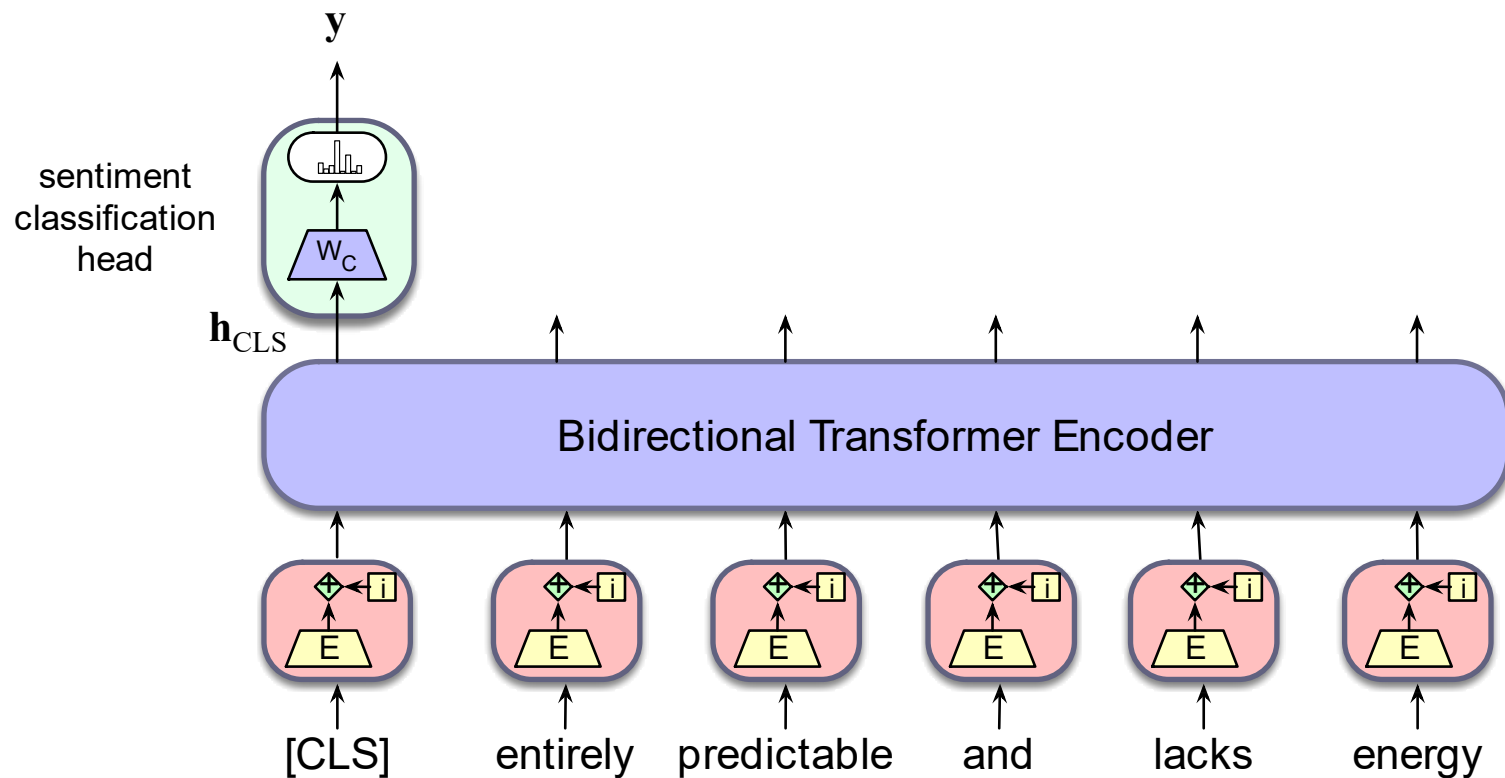 y
sentiment
classification
head
W_C
h_CLS
Bidirectional Transformer Encoder
+ i + i + i + i + i + i
E E E E E E
[CLS] entirely predictable and lacks energy